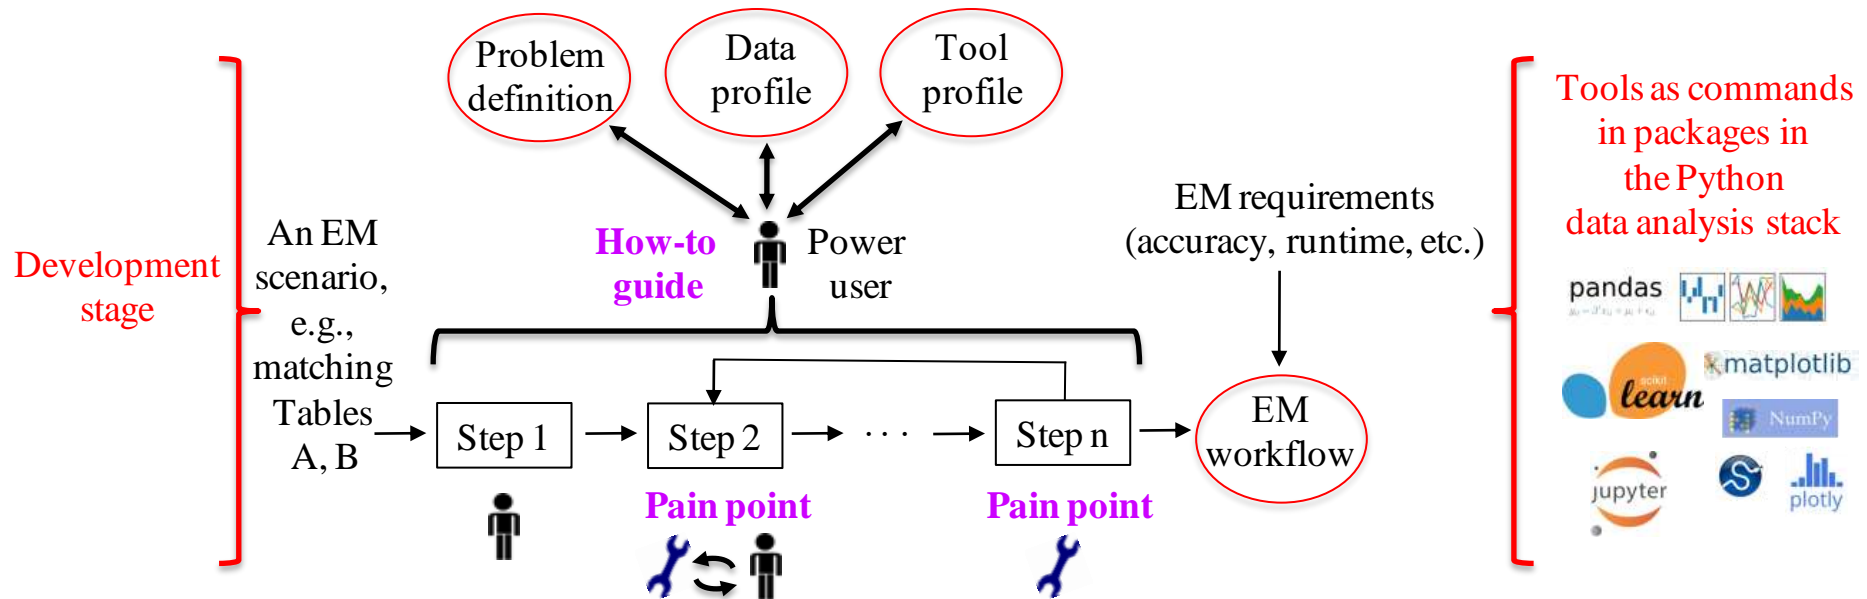 Development
stage
An EM
scenario,
e.g.,
matching
Tables
A, B
Problem
definition
Data
profile
Tool
profile
How-to
guide
Power
user
Step 1
Step 2
. . .
Step n
Pain point
Pain point
EM requirements
(accuracy, runtime, etc.)
EM
workflow
Tools as commands
in packages in
the Python
data analysis stack
pandas
matplotlib
scikit
learn
NumPy
jupyter
plotly